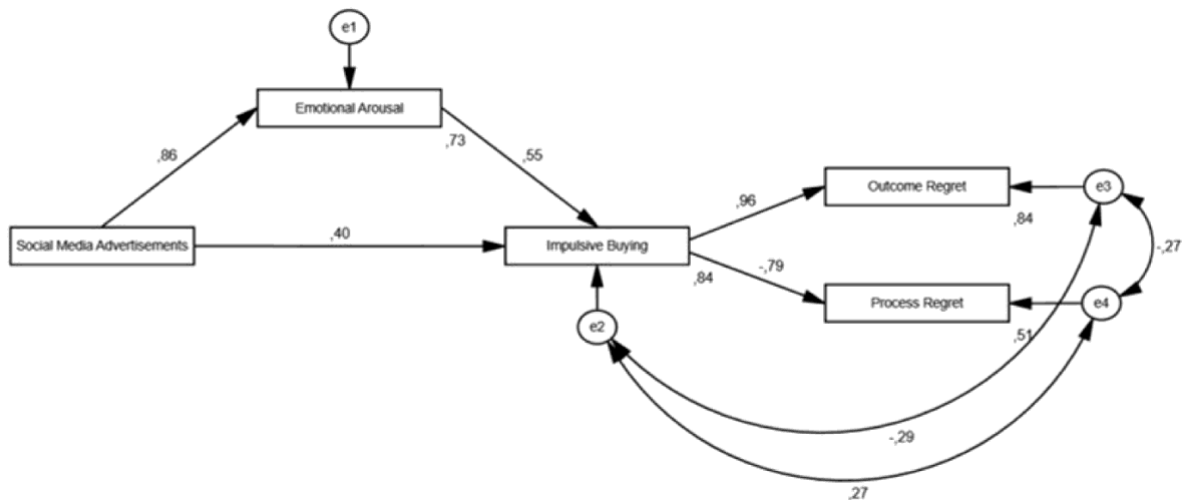 e1
Emotional Arousal
,86
,73
,55
Social Media Advertisements
,40
Impulsive Buying
,84
e2
,96
-,79
Outcome Regret
,84
e3
-,27
Process Regret
e4
,51
-,29
,27